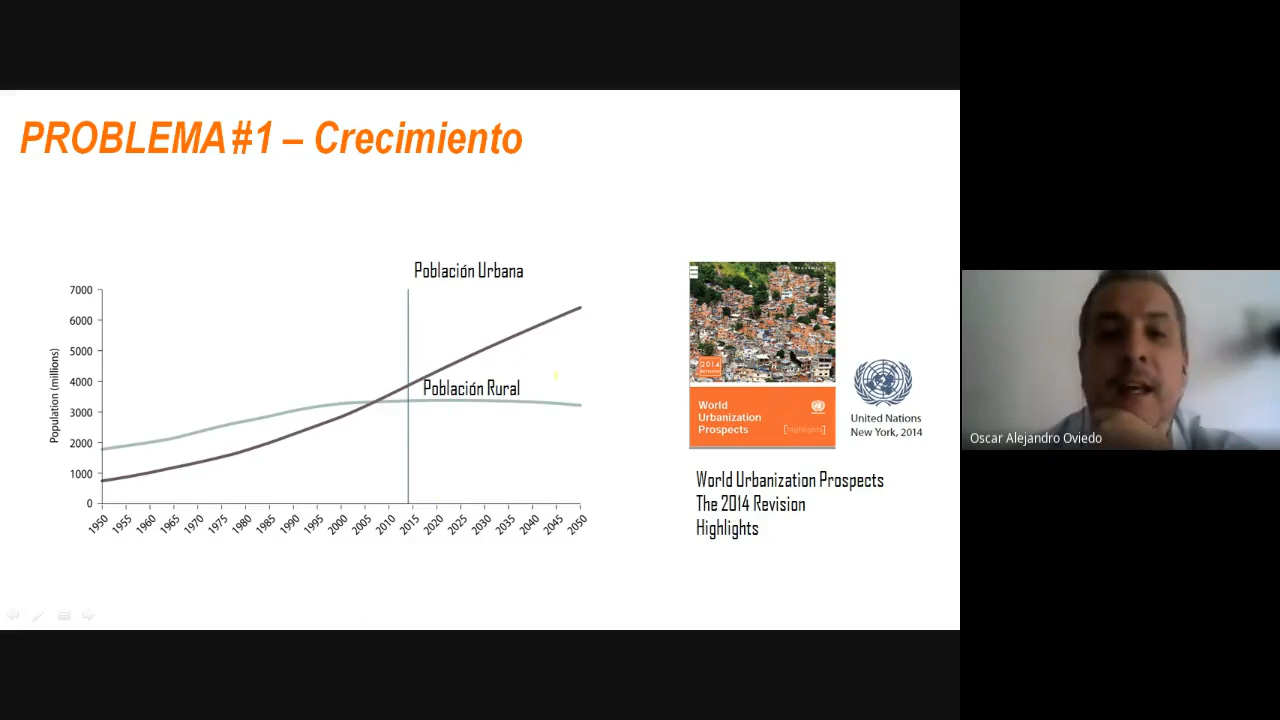 PROBLEMA #1 – Crecimiento
Población Urbana
Población Rural
Population (millions)
7000
6000
5000
4000
3000
2000
1000
0
1950
1955
1960
1965
1970
1975
1980
1985
1990
1995
2000
2005
2010
2015
2020
2025
2030
2035
2040
2045
2050
2014
World
Urbanization
Prospects
[highlights]
United Nations
New York, 2014
World Urbanization Prospects
The 2014 Revision
Highlights
Oscar Alejandro Oviedo